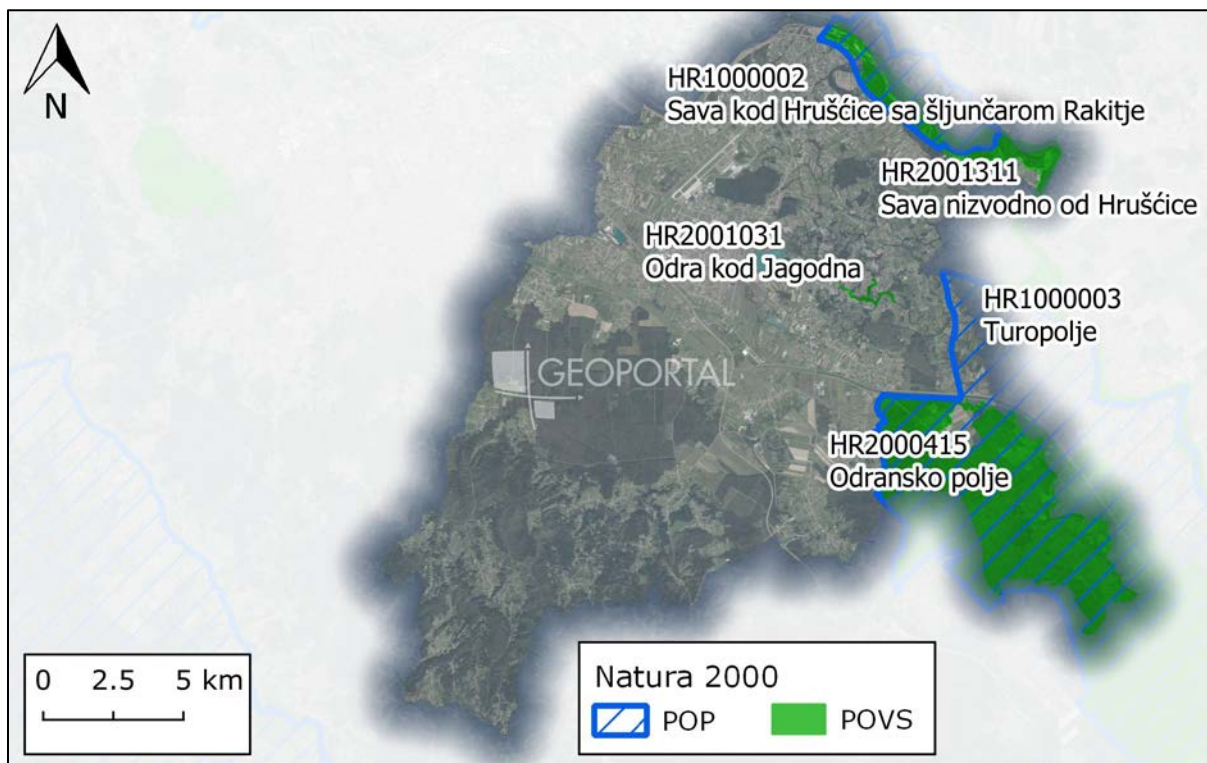 N
HR1000002
Sava kod Hrušćice sa šljunčarom Rakitje
HR2001311
Sava nizvodno od Hrušćice
HR2001031
Odra kod Jagodna
HR1000003
Turopolje
GEOPORTAL
HR2000415
Odransko polje
0 2.5 5 km
Natura 2000
POP POVS